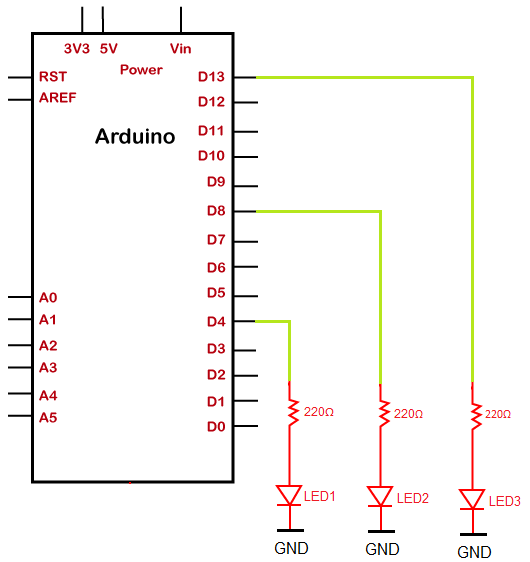 3V3 5V Vin
Power
RST
AREF
Arduino
D13
D12
D11
D10
D9
D8
D7
D6
D5
D4
D3
D2
D1
D0
A0
A1
A2
A3
A4
A5
220Ω
220Ω
220Ω
LED1
LED2
LED3
GND
GND
GND